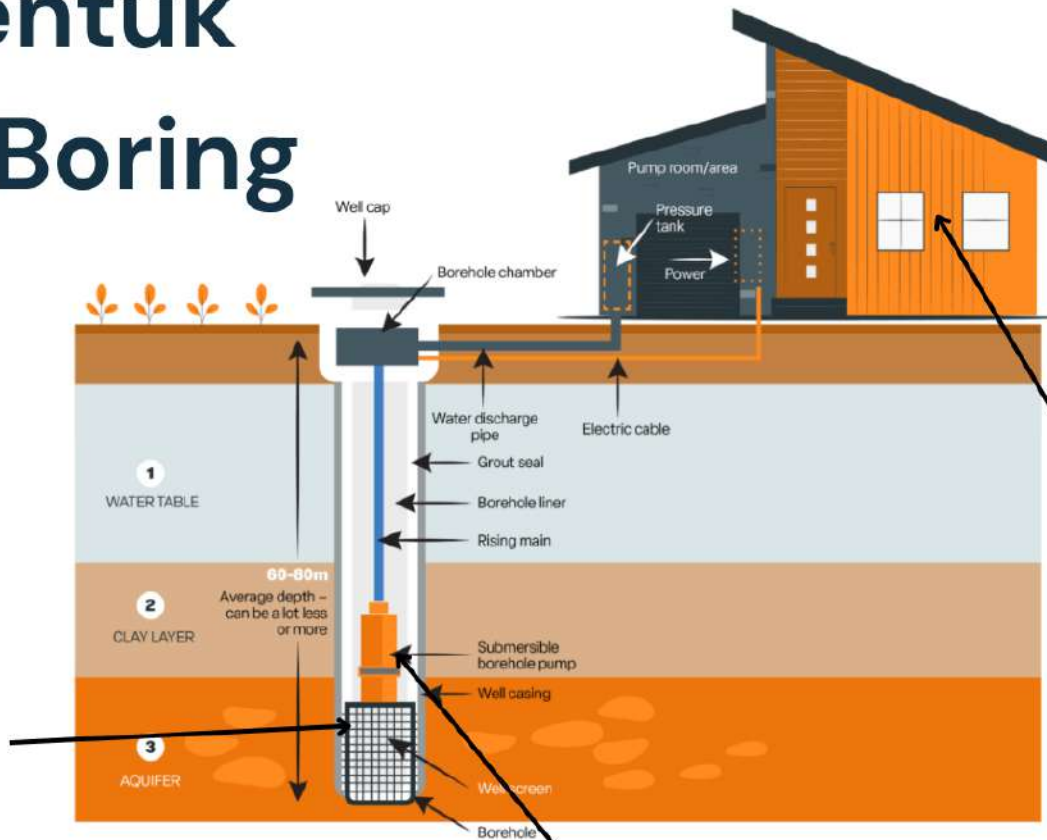 entuk
Boring
Well cap
Borehole chamber
Pump room/area
Pressure
tank
Power
Water discharge
pipe
Electric cable
Grout seal
Borehole liner
Rising main
1
WATER TABLE
60-80m
Average depth –
can be a lot less
or more
2
CLAY LAYER
Submersible
borehole pump
Well casing
3
AQUIFER
Well screen
Borehole